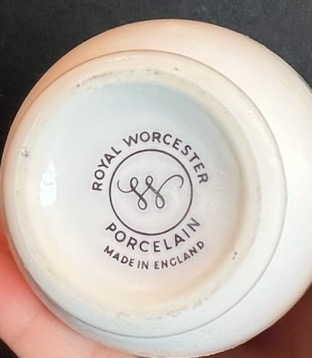 ROYAL WORCESTER
PORCELAIN
MADE IN ENGLAND